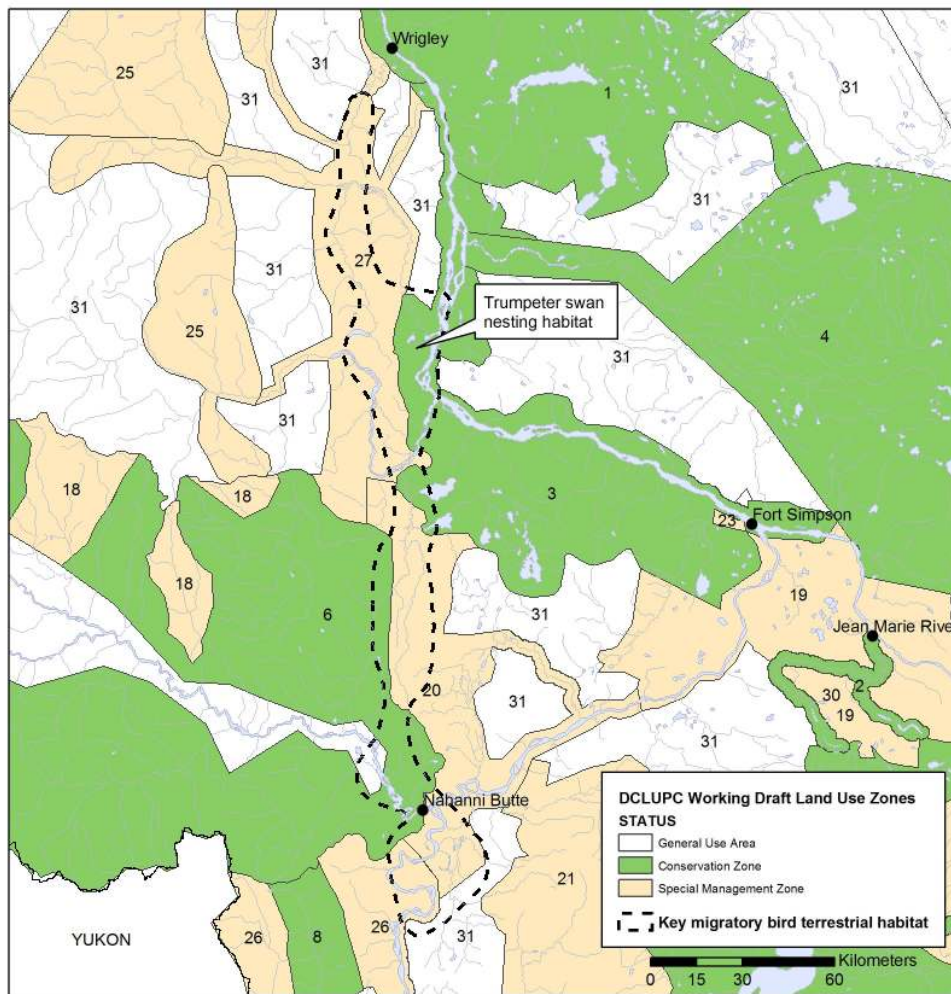 Wrigley
25
31
31
1
31
31
31
27
31
31
25
4
Trumpeter swan
nesting habitat
31
31
18
18
3
23
Fort Simpson
18
6
19
31
Jean Marie Rive
20
31
30
2
19
31
Nahanni Butte
21
26
8
26
31
YUKON
DCLUPC Working Draft Land Use Zones
STATUS
General Use Area
Conservation Zone
Special Management Zone
Key migratory bird terrestrial habitat
Kilometers
0 15 30 60